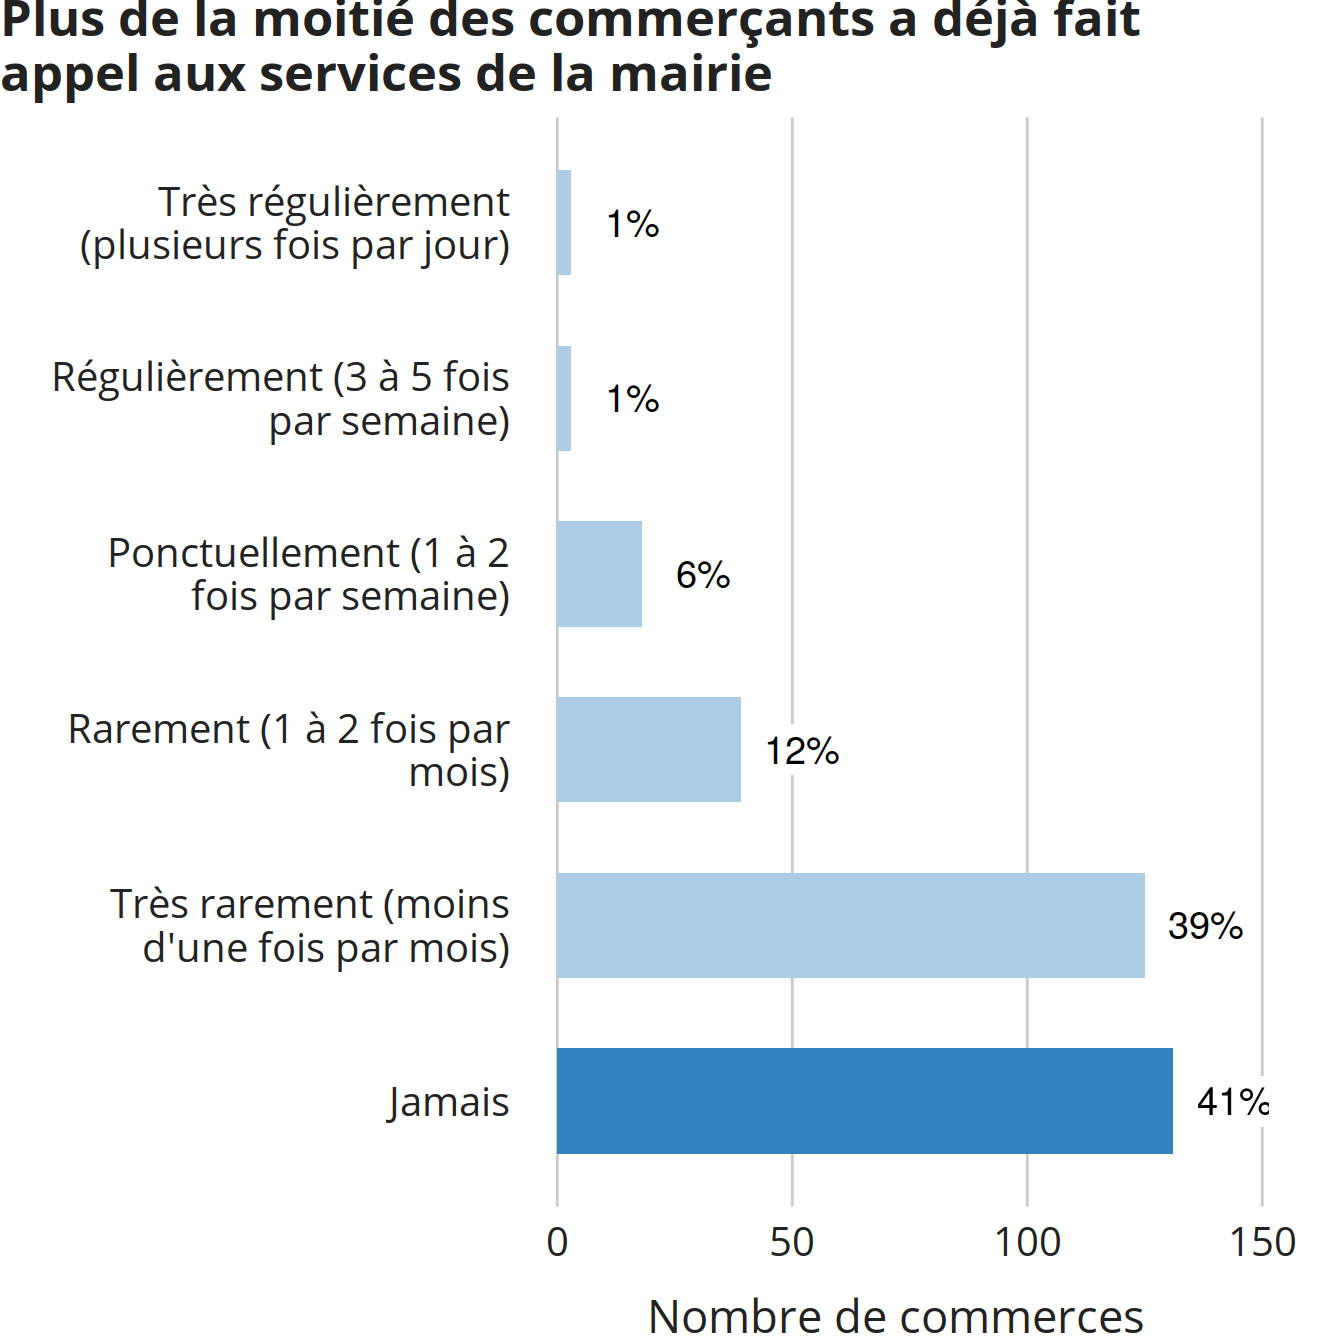 Plus de la moitié des commerçants a déjà fait
appel aux services de la mairie
Très régulièrement
(plusieurs fois par jour)
1%
Régulièrement (3 à 5 fois
par semaine)
1%
Ponctuellement (1 à 2
fois par semaine)
6%
Rarement (1 à 2 fois par
mois)
12%
Très rarement (moins
d'une fois par mois)
39%
Jamais
41%
0 50 100 150
Nombre de commerces